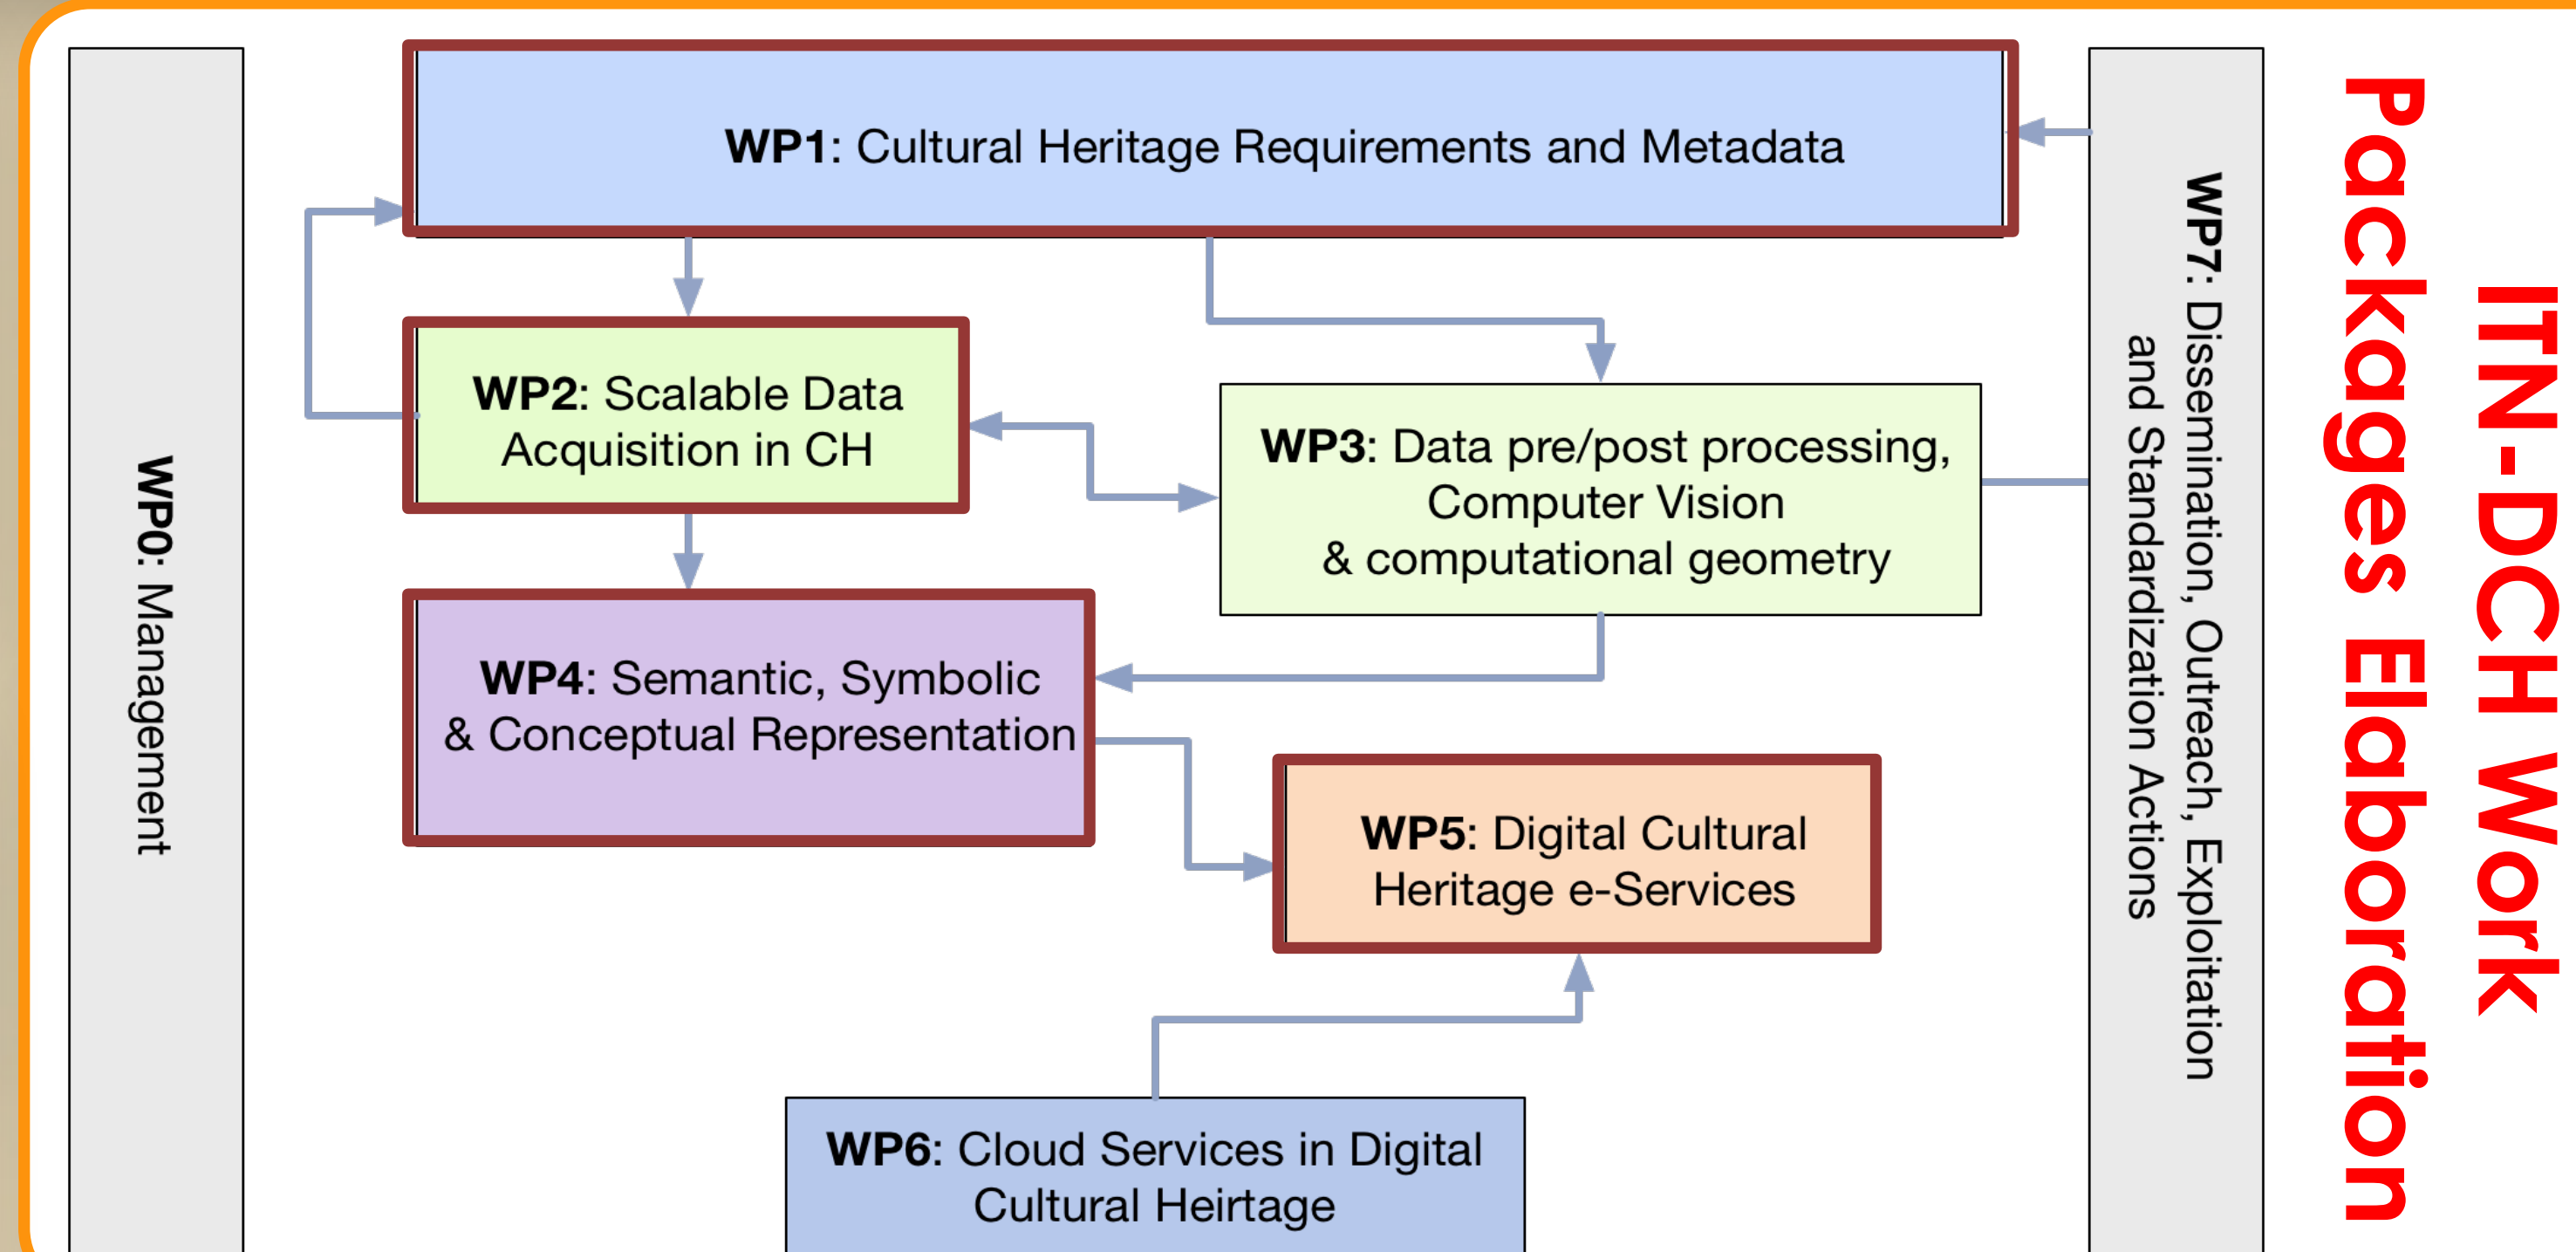 WP0: Management
WP1: Cultural Heritage Requirements and Metadata
WP2: Scalable Data
Acquisition in CH
WP3: Data pre/post processing,
Computer Vision
& computational geometry
WP4: Semantic, Symbolic
& Conceptual Representation
WP5: Digital Cultural
Heritage e-Services
WP6: Cloud Services in Digital
Cultural Heirtage
WP7: Dissemination, Outreach, Exploitation
and Standardization Actions
ITN-DCH Work
Packages Elaboration